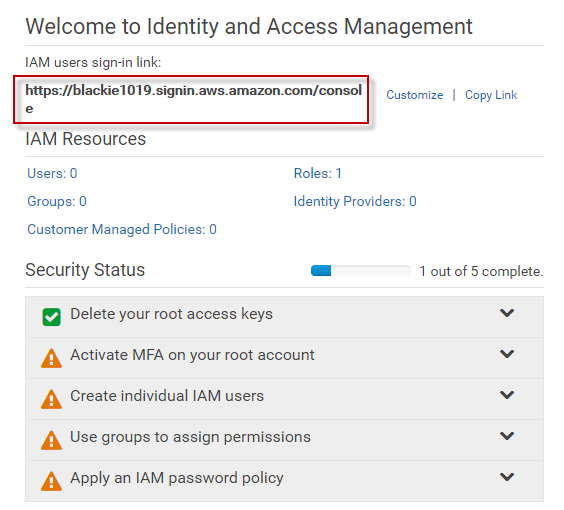 Welcome to Identity and Access Management
IAM users sign-in link:
https://blackie1019.signin.aws.amazon.com/consol
e
Customize | Copy Link
IAM Resources
Users: 0 Roles: 1
Groups: 0 Identity Providers: 0
Customer Managed Policies: 0
Security Status 1 out of 5 complete.
Delete your root access keys
Activate MFA on your root account
Create individual IAM users
Use groups to assign permissions
Apply an IAM password policy